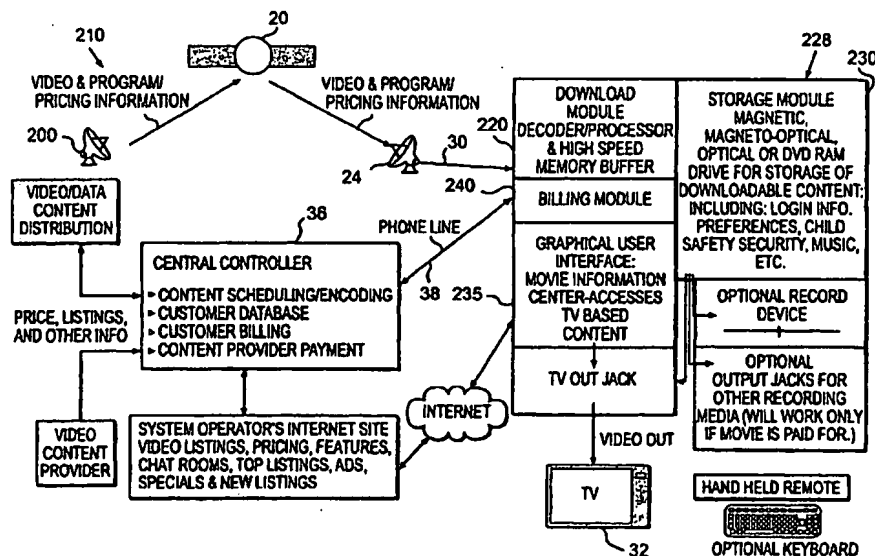 210
20
VIDEO & PROGRAM/
PRICING INFORMATION
VIDEO & PROGRAM/
PRICING INFORMATION
200
24
30
VIDEO/DATA
CONTENT
DISTRIBUTION
36
PHONE LINE
38
CENTRAL CONTROLLER
CONTENT SCHEDULING/ENCODING
CUSTOMER DATABASE
CUSTOMER BILLING
CONTENT PROVIDER PAYMENT
PRICE, LISTINGS,
AND OTHER INFO
VIDEO
CONTENT
PROVIDER
SYSTEM OPERATOR'S INTERNET SITE
VIDEO LISTINGS, PRICING, FEATURES,
CHAT ROOMS, TOP LISTINGS, ADS,
SPECIALS & NEW LISTINGS
INTERNET
220
DOWNLOAD
MODULE
DECODER/PROCESSOR
& HIGH SPEED
MEMORY BUFFER
240
BILLING MODULE
235
GRAPHICAL USER
INTERFACE:
MOVIE INFORMATION
CENTER-ACCESSES
TV BASED
CONTENT
TV OUT JACK
VIDEO OUT
TV
32
228
230
STORAGE MODULE
MAGNETIC,
MAGNETO-OPTICAL,
OPTICAL OR DVD RAM
DRIVE FOR STORAGE OF
DOWNLOADABLE CONTENT;
INCLUDING: LOGIN INFO.
PREFERENCES, CHILD
SAFETY SECURITY, MUSIC,
ETC.
OPTIONAL RECORD
DEVICE
OPTIONAL
OUTPUT JACKS FOR
OTHER RECORDING
MEDIA (WILL WORK ONLY
IF MOVIE IS PAID FOR.)
HAND HELD REMOTE
OPTIONAL KEYBOARD